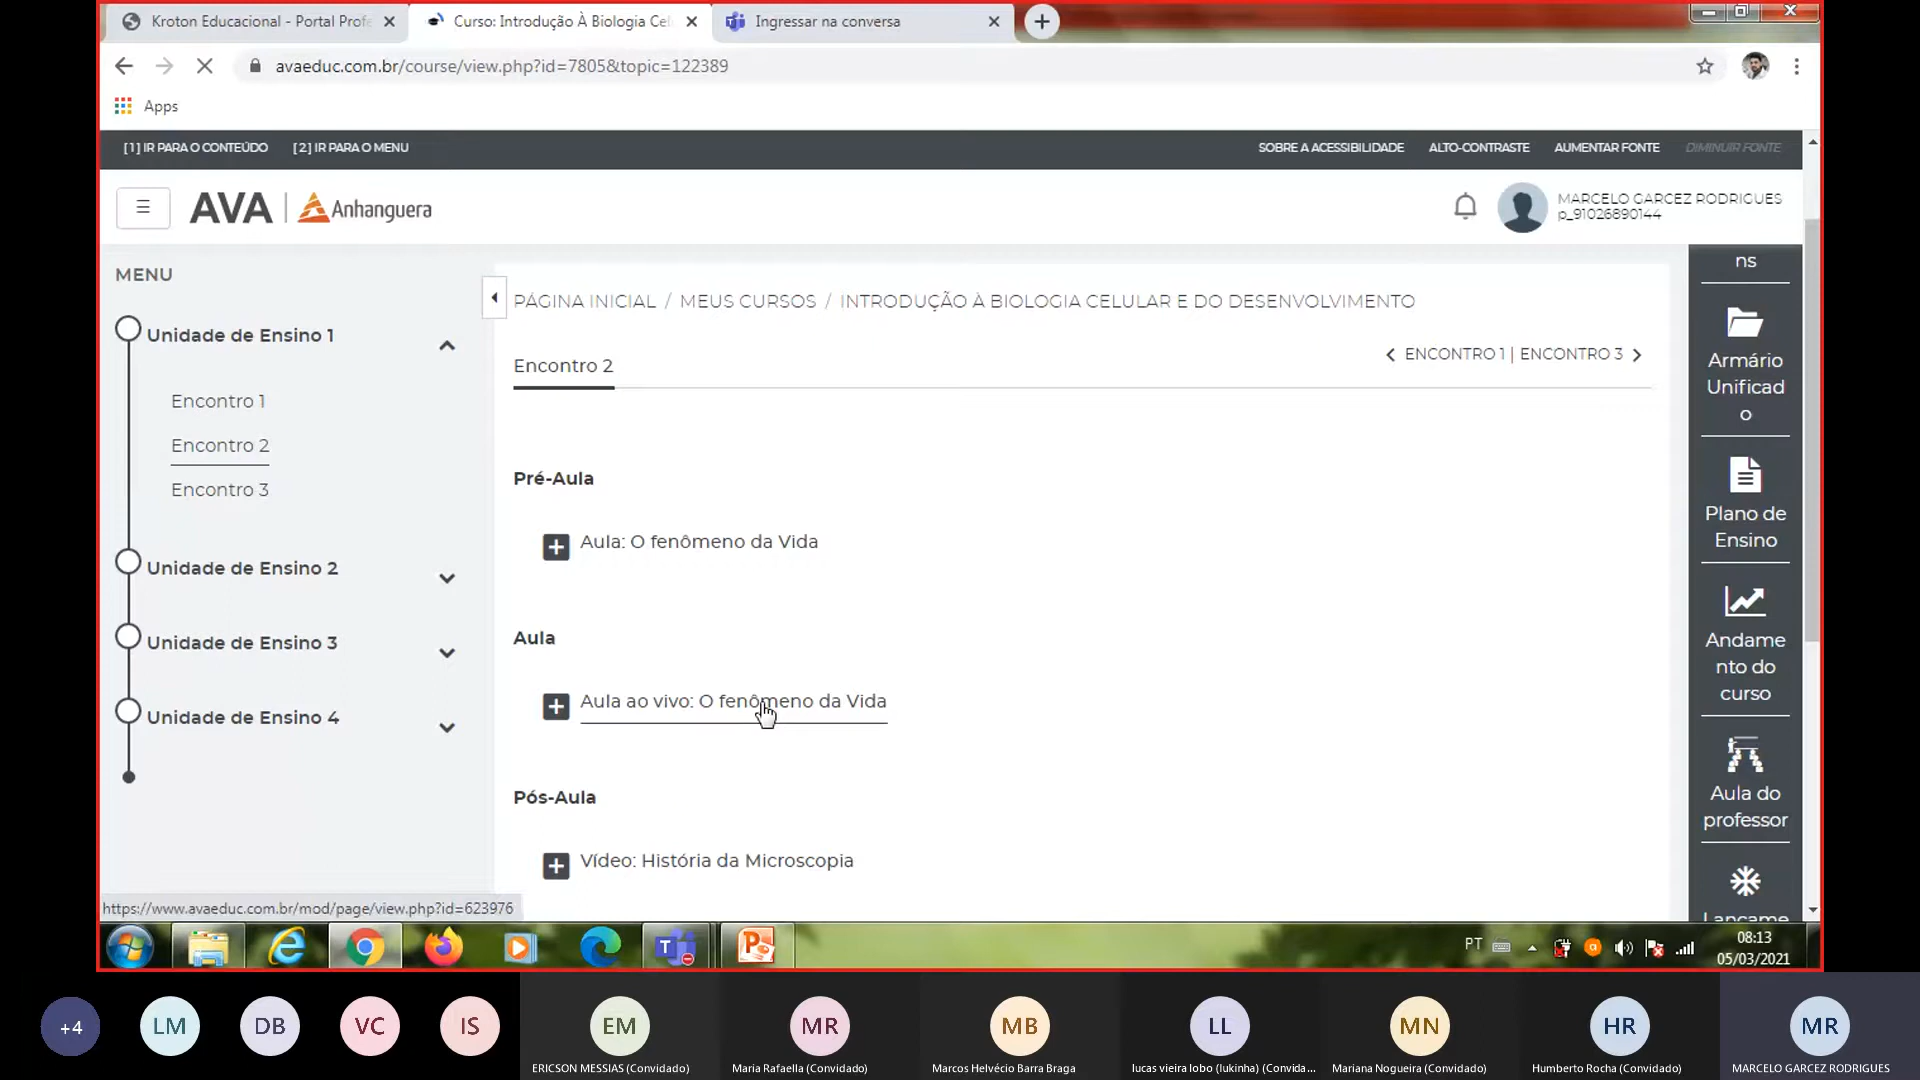 Kroton Educacional - Portal Profe
Curso: Introdução À Biologia Cel
Ingressar na conversa
avaeduc.com.br/course/view.php?id=7805&topic=122389
Apps
[1] IR PARA O CONTEÚDO [2] IR PARA O MENU SOBRE A ACESSIBILIDADE ALTO-CONTRASTE AUMENTAR FONTE DIMINUIR FONTE
AVA | Anhanguera
MARCELO GARCEZ RODRIGUES
p_91026890144
MENU
Unidade de Ensino 1
Encontro 1
Encontro 2
Encontro 3
Unidade de Ensino 2
Unidade de Ensino 3
Unidade de Ensino 4
PÁGINA INICIAL / MEUS CURSOS / INTRODUÇÃO À BIOLOGIA CELULAR E DO DESENVOLVIMENTO
Encontro 2
ENCONTRO 1 | ENCONTRO 3
Pré-Aula
Aula: O fenômeno da Vida
Aula
Aula ao vivo: O fenômeno da Vida
Pós-Aula
Vídeo: História da Microscopia
ns
Armário
Unificad
o
Plano de
Ensino
Andame
nto do
curso
Aula do
professor
Lançame
https://www.avaeduc.com.br/mod/page/view.php?id=623976
PT
08:13
05/03/2021
+4
LM
DB
VC
IS
EM
MR
MB
LL
MN
HR
MR
ERICSON MESSIAS (Convidado)
Maria Rafaella (Convidado)
Marcos Helvécio Barra Braga
lucas vieira lobo (lukinha) (Convida...
Mariana Nogueira (Convidado)
Humberto Rocha (Convidado)
MARCELO GARCEZ RODRIGUES